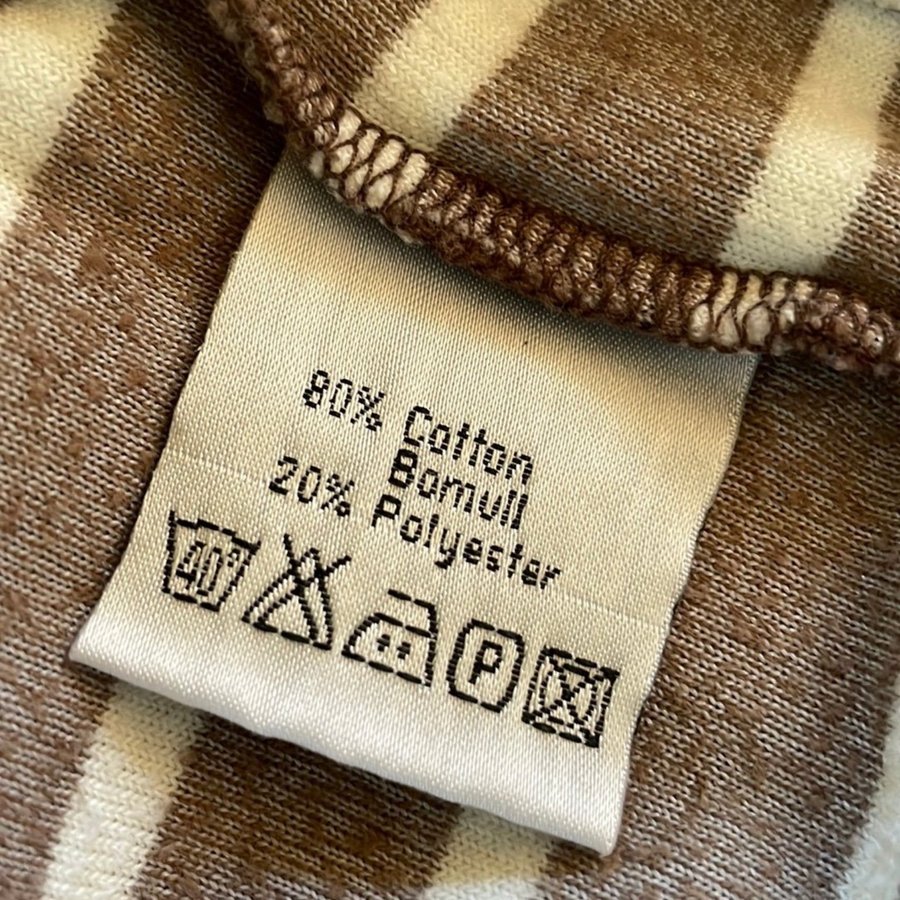 80% Cotton
Bomull
20% Polyester
40°
P